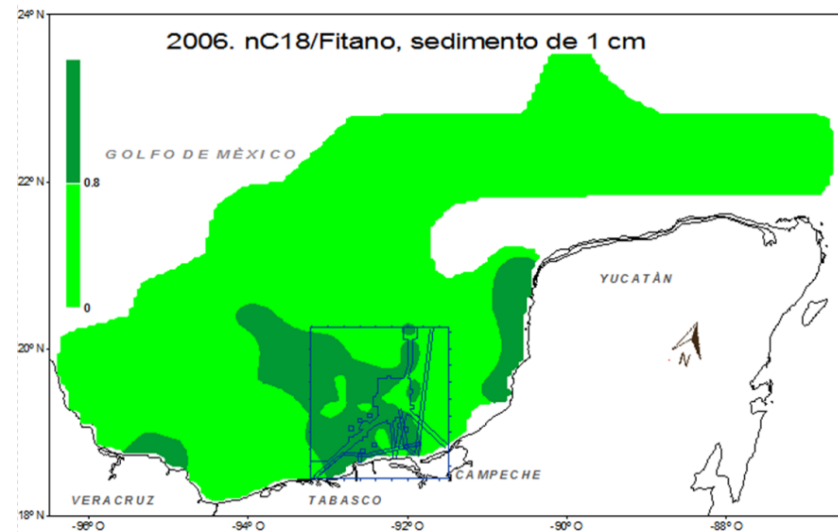 24º N
2006. nC18/Fitano, sedimento de 1 cm
GOLFO DE MÈXICO
0.8
22º N
YUCATÀN
0
20º N
N
CAMPECHE
VERACRUZ
TABASCO
18º N
-96º O
-94º O
-92º O
-90º O
-88º O